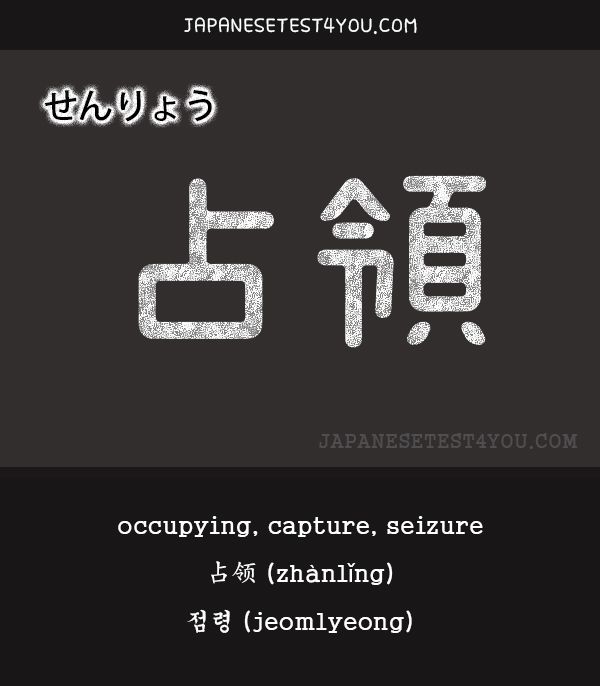 JAPANESETEST4YOU.COM
せんりょう
占領
JAPANESETEST4YOU.COM
occupying, capture, seizure
占领 (zhànlǐng)
점령 (jeomlyeong)